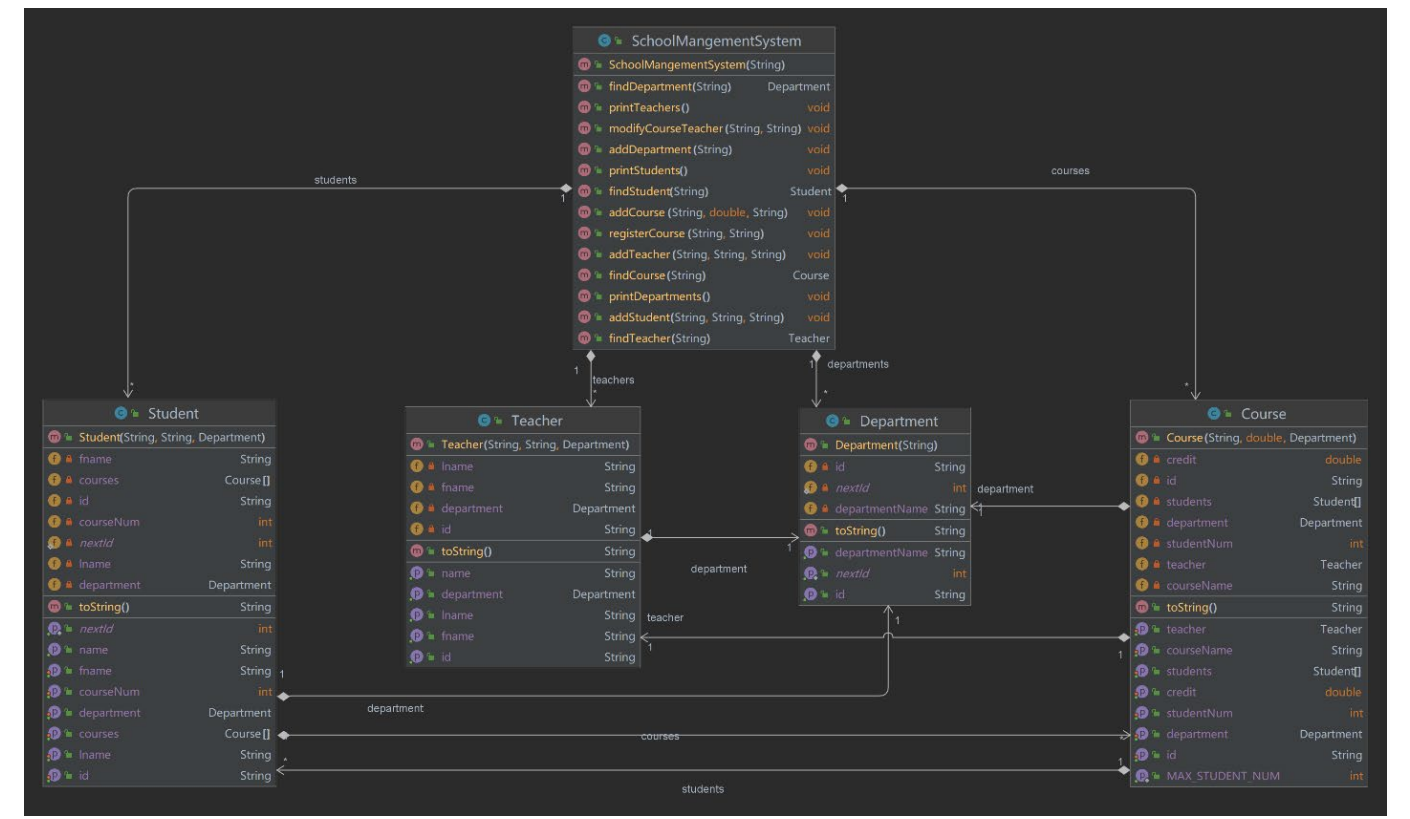 SchoolMangementSystem
SchoolMangementSystem(String)
findDepartment(String) Department
printTeachers() void
modifyCourseTeacher(String, String) void
addDepartment(String) void
printStudents() void
findStudent(String) Student
addCourse (String, double, String) void
registerCourse (String, String) void
addTeacher (String, String, String) void
findCourse(String) Course
printDepartments() void
addStudent(String, String, String) void
findTeacher(String) Teacher
students
1
*
courses
1
*
1
teachers
*
1
departments
*
Student
Student(String, String, Department)
fname String
courses Course[]
id String
courseNum int
nextId int
lname String
department Department
toString() String
nextId int
name String
fname String
courseNum int
department Department
courses Course[]
lname String
id String
Teacher
Teacher(String, String, Department)
lname String
fname String
department Department
id String
toString() String
name String
department Department
lname String
fname String
id String
Department
Department(String)
id String
nextId int
departmentName String
toString() String
departmentName String
nextId int
id String
Course
Course(String, double, Department)
credit double
id String
students Student[]
department Department
studentNum int
teacher Teacher
courseName String
toString() String
teacher Teacher
courseName String
students Student[]
credit double
studentNum int
department Department
id String
MAX_STUDENT_NUM int
department
1
1
department
1
teacher
1
1
1
department
1
courses
*
*
students
1